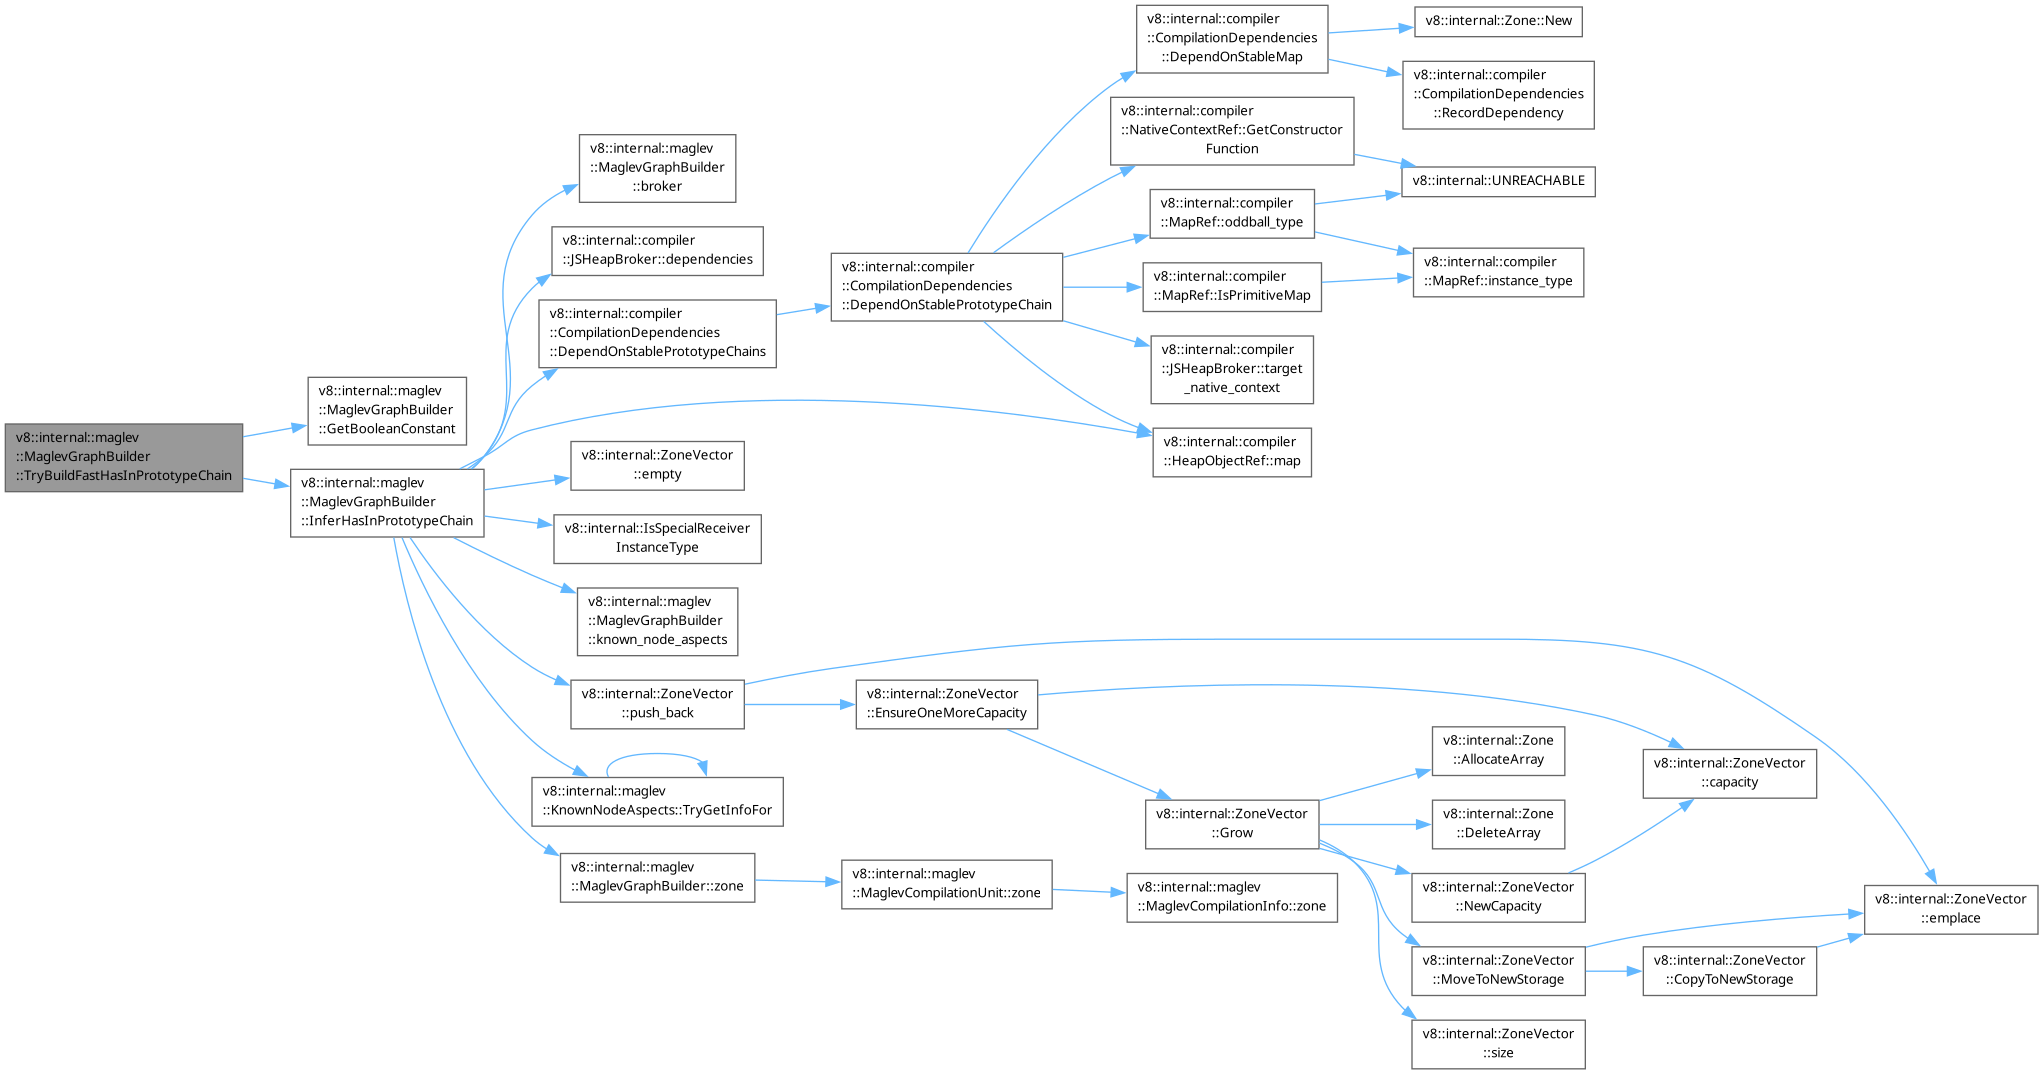 v8::internal::maglev
::MaglevGraphBuilder
::TryBuildFastHasInPrototypeChain
v8::internal::maglev
::MaglevGraphBuilder
::GetBooleanConstant
v8::internal::maglev
::MaglevGraphBuilder
::InferHasInPrototypeChain
v8::internal::maglev
::MaglevGraphBuilder
::broker
v8::internal::compiler
::JSHeapBroker::dependencies
v8::internal::compiler
::CompilationDependencies
::DependOnStablePrototypeChains
v8::internal::compiler
::CompilationDependencies
::DependOnStablePrototypeChain
v8::internal::compiler
::CompilationDependencies
::DependOnStableMap
v8::internal::Zone::New
v8::internal::compiler
::CompilationDependencies
::RecordDependency
v8::internal::compiler
::NativeContextRef::GetConstructor
Function
v8::internal::UNREACHABLE
v8::internal::compiler
::MapRef::oddball_type
v8::internal::compiler
::MapRef::instance_type
v8::internal::compiler
::MapRef::IsPrimitiveMap
v8::internal::compiler
::JSHeapBroker::target
_native_context
v8::internal::compiler
::HeapObjectRef::map
v8::internal::ZoneVector
::empty
v8::internal::IsSpecialReceiver
InstanceType
v8::internal::maglev
::MaglevGraphBuilder
::known_node_aspects
v8::internal::ZoneVector
::push_back
v8::internal::ZoneVector
::EnsureOneMoreCapacity
v8::internal::ZoneVector
::capacity
v8::internal::ZoneVector
::Grow
v8::internal::Zone
::AllocateArray
v8::internal::Zone
::DeleteArray
v8::internal::ZoneVector
::NewCapacity
v8::internal::ZoneVector
::MoveToNewStorage
v8::internal::ZoneVector
::CopyToNewStorage
v8::internal::ZoneVector
::emplace
v8::internal::ZoneVector
::size
v8::internal::maglev
::KnownNodeAspects::TryGetInfoFor
v8::internal::maglev
::MaglevGraphBuilder::zone
v8::internal::maglev
::MaglevCompilationUnit::zone
v8::internal::maglev
::MaglevCompilationInfo::zone